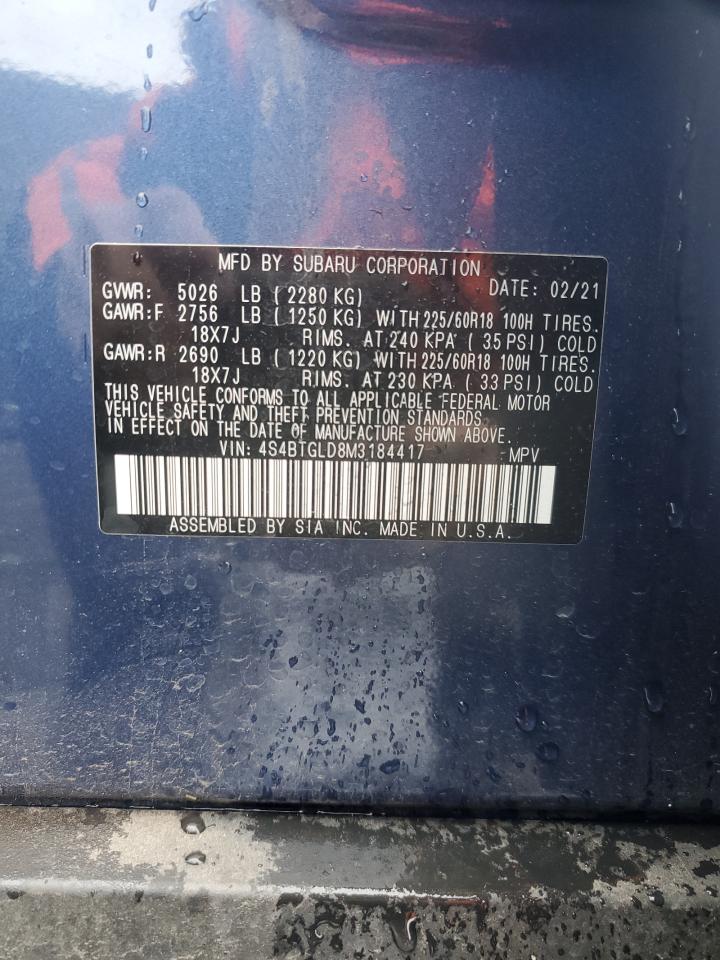 MFD BY SUBARU CORPORATION
GVWR: 5026 LB (2280 KG) DATE: 02/21
GAWR:F 2756 LB (1250 KG) WITH 225/60R18 100H TIRES.
18X7J RIMS. AT 240 KPA ( 35 PSI) COLD
GAWR:R 2690 LB (1220 KG) WITH 225/60R18 100H TIRES.
18X7J RIMS. AT 230 KPA ( 33 PSI) COLD
THIS VEHICLE CONFORMS TO ALL APPLICABLE FEDERAL MOTOR
VEHICLE SAFETY AND THEFT PREVENTION STANDARDS
IN EFFECT ON THE DATE OF MANUFACTURE SHOWN ABOVE.
VIN: 4S4BTGLD8M3184417 MPV
ASSEMBLED BY SIA INC. MADE IN U.S.A.